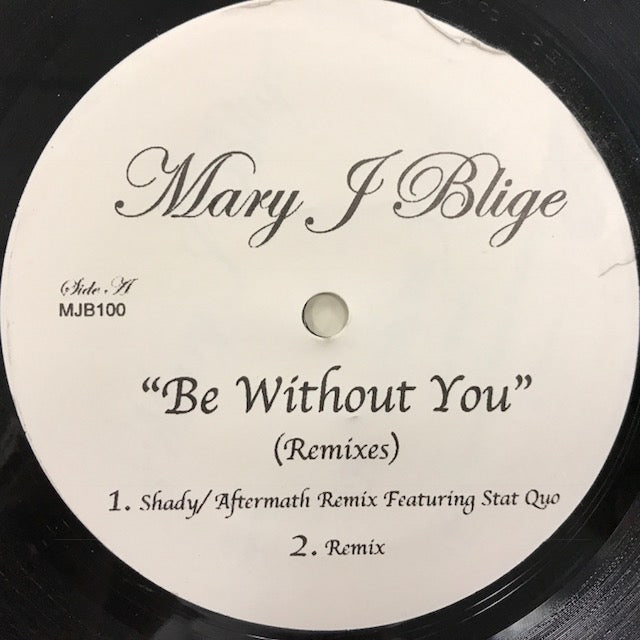 Mary J Blige
Side A
MJB100
“Be Without You”
(Remixes)
1. Shady/ Aftermath Remix Featuring Stat Quo
2. Remix